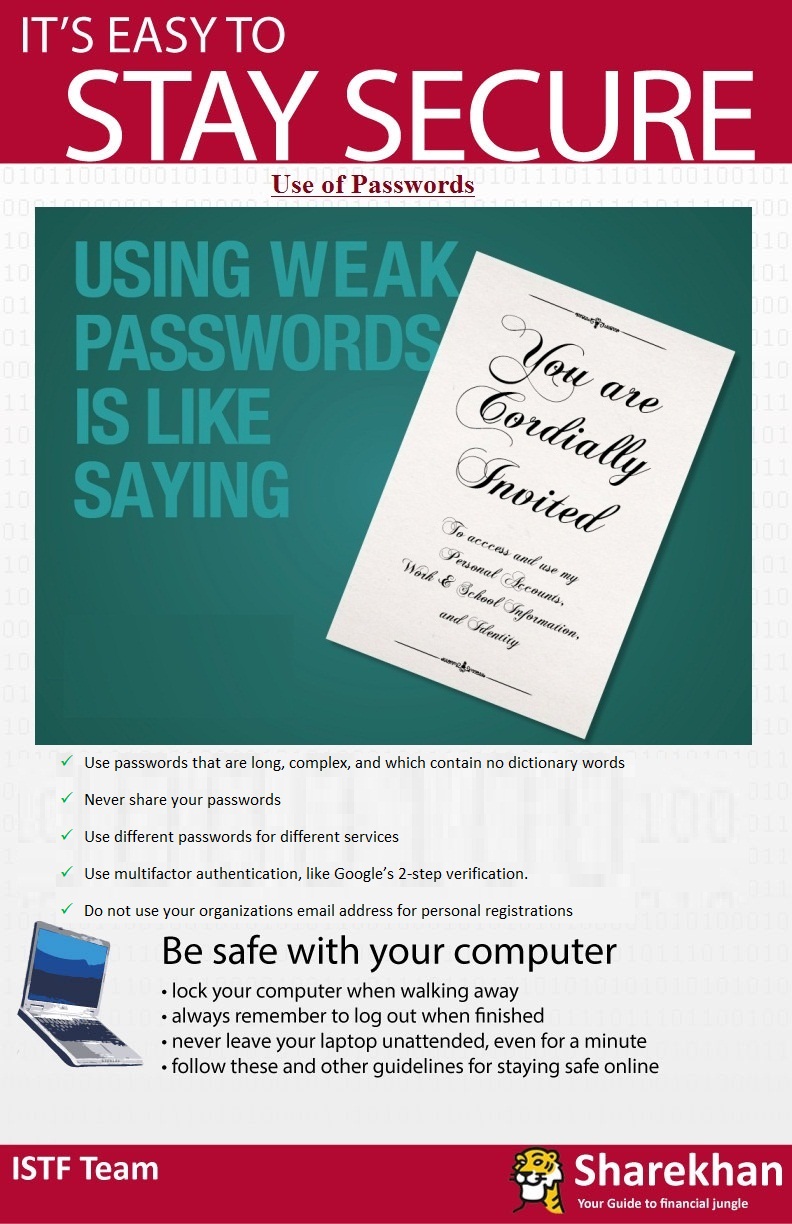 IT'S EASY TO
STAY SECURE
Use of Passwords
USING WEAK
PASSWORDS
IS LIKE
SAYING
You are
Cordially
Invited
To acccess and use my
Personal Accounts,
Work & School Information,
and Identity
✓ Use passwords that are long, complex, and which contain no dictionary words
✓ Never share your passwords
✓ Use different passwords for different services
✓ Use multifactor authentication, like Google's 2-step verification.
✓ Do not use your organizations email address for personal registrations
Be safe with your computer
• lock your computer when walking away
• always remember to log out when finished
• never leave your laptop unattended, even for a minute
• follow these and other guidelines for staying safe online
ISTF Team
Sharekhan
Your Guide to financial jungle